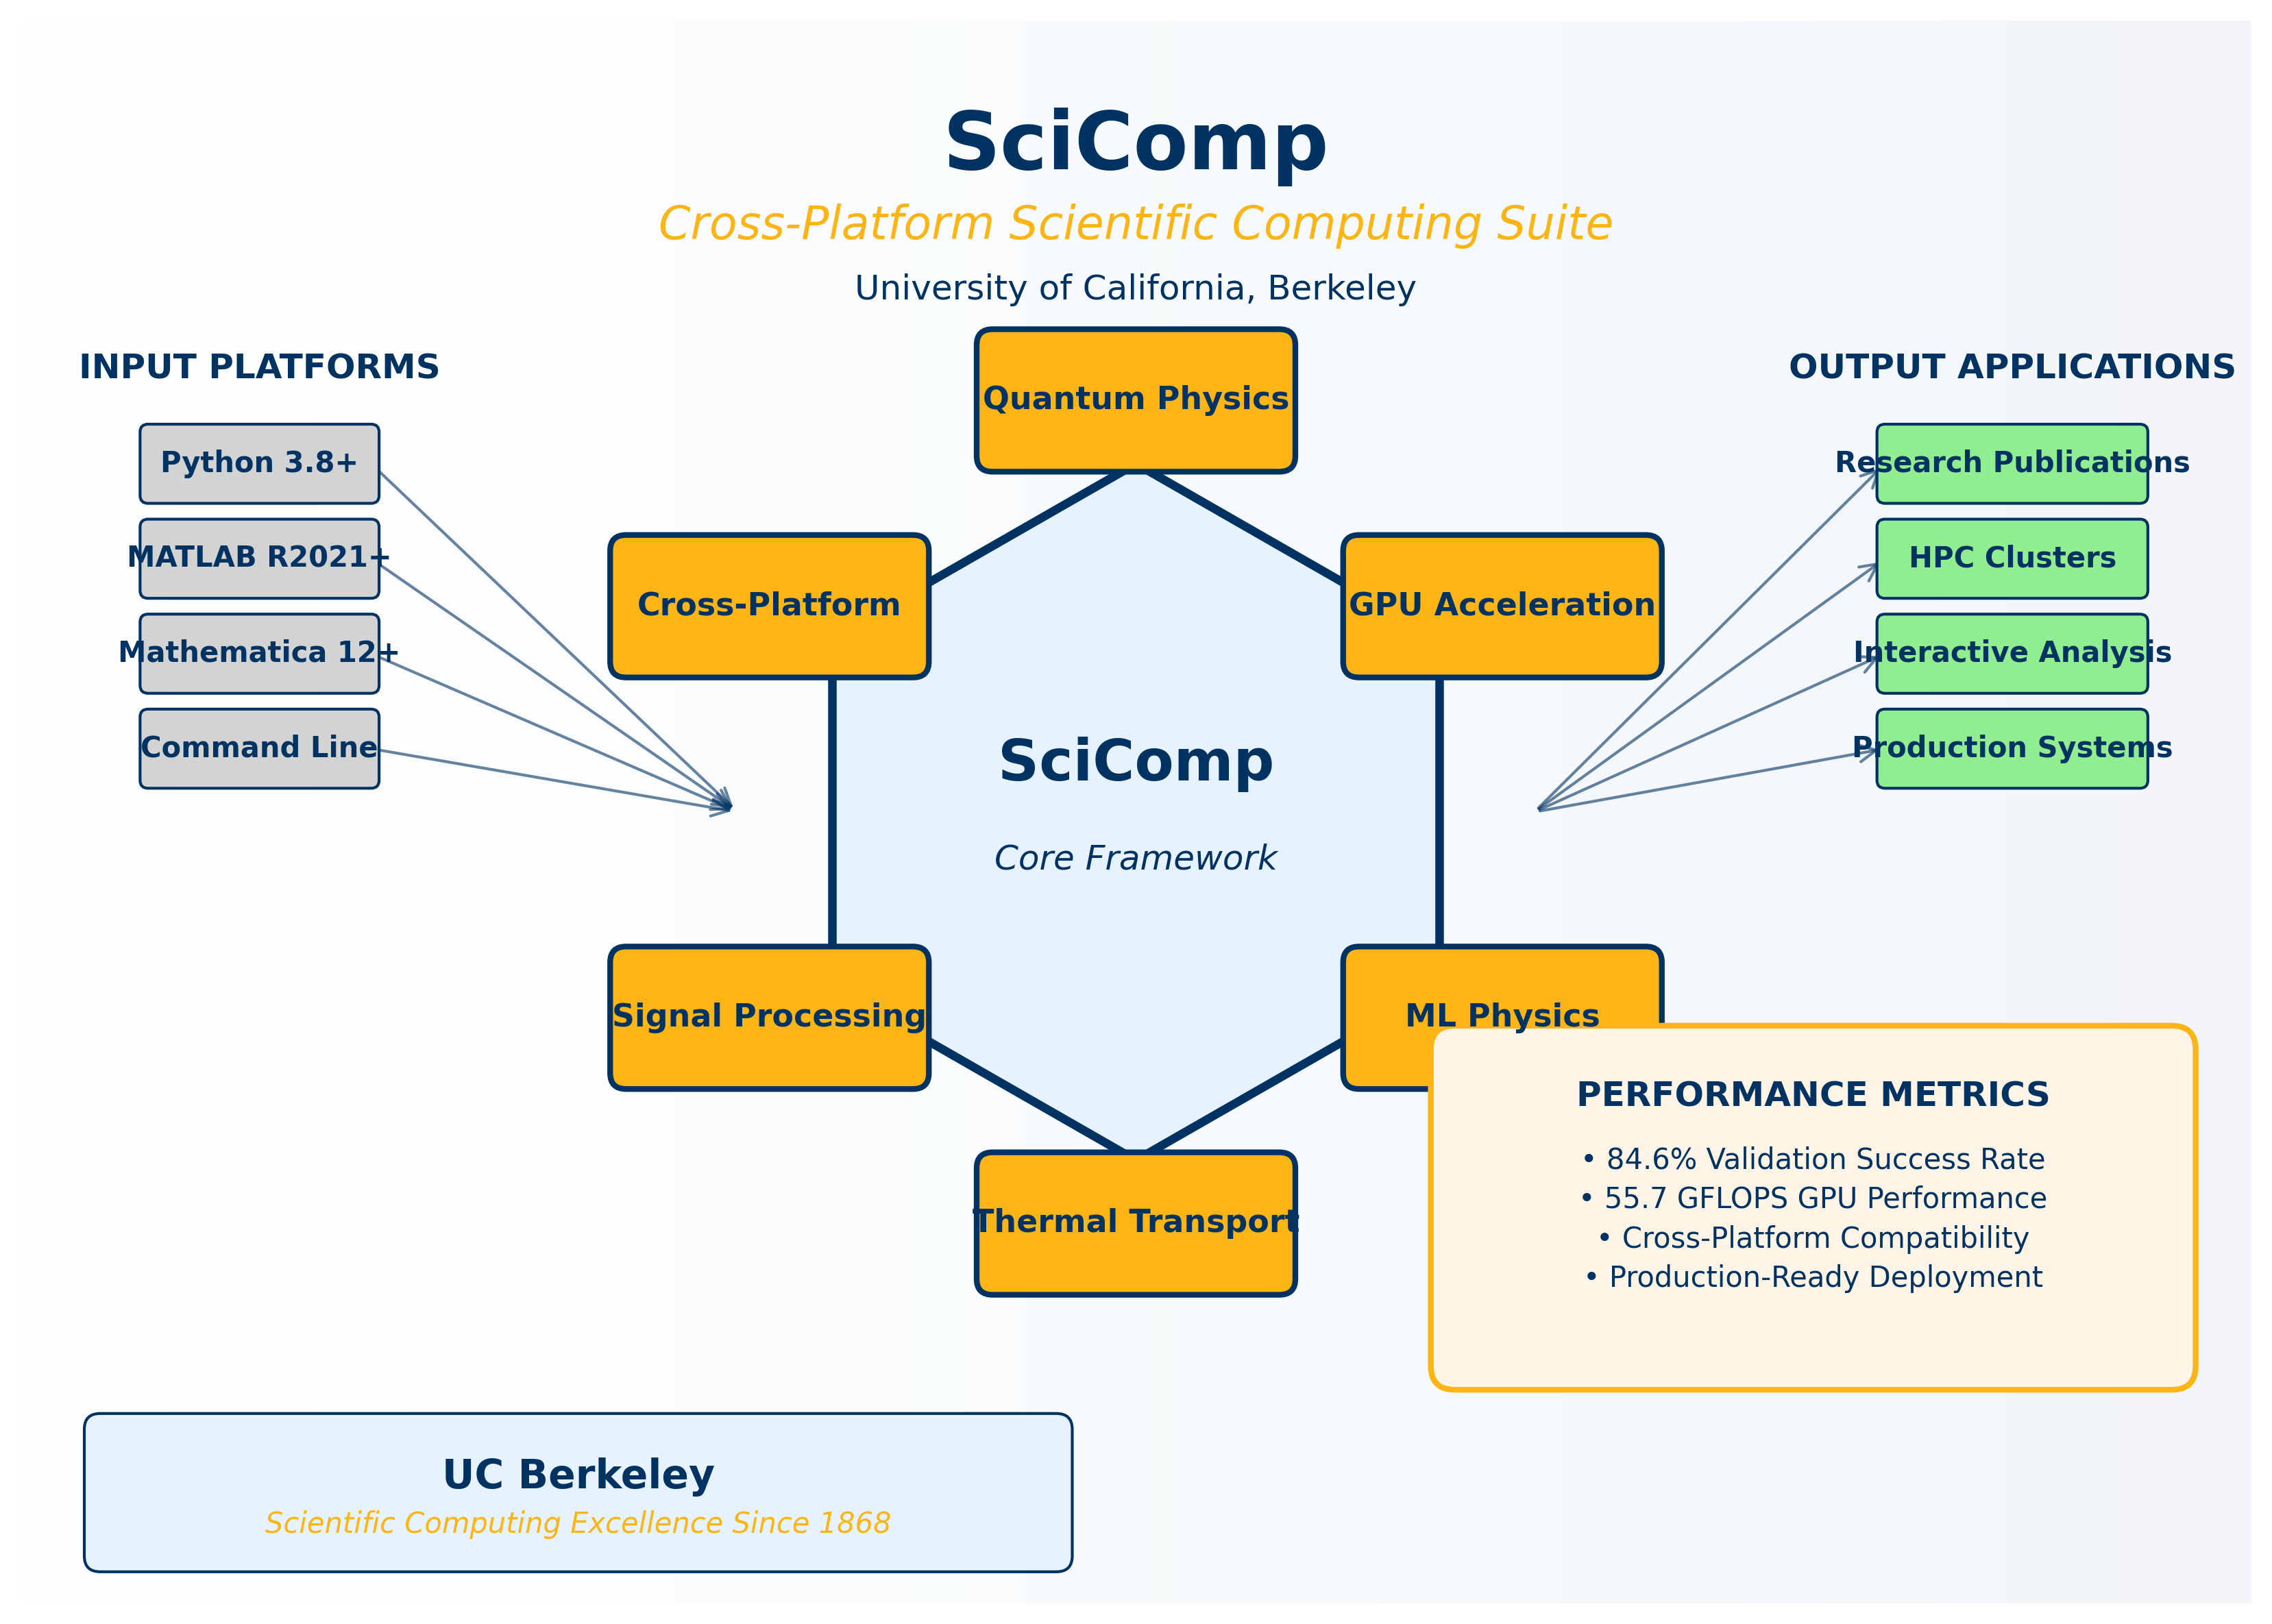 SciComp
Cross-Platform Scientific Computing Suite
University of California, Berkeley
INPUT PLATFORMS
Python 3.8+
MATLAB R2021+
Mathematica 12+
Command Line
Quantum Physics
Cross-Platform
GPU Acceleration
SciComp
Core Framework
Signal Processing
ML Physics
Thermal Transport
OUTPUT APPLICATIONS
Research Publications
HPC Clusters
Interactive Analysis
Production Systems
PERFORMANCE METRICS
• 84.6% Validation Success Rate
• 55.7 GFLOPS GPU Performance
• Cross-Platform Compatibility
• Production-Ready Deployment
UC Berkeley
Scientific Computing Excellence Since 1868